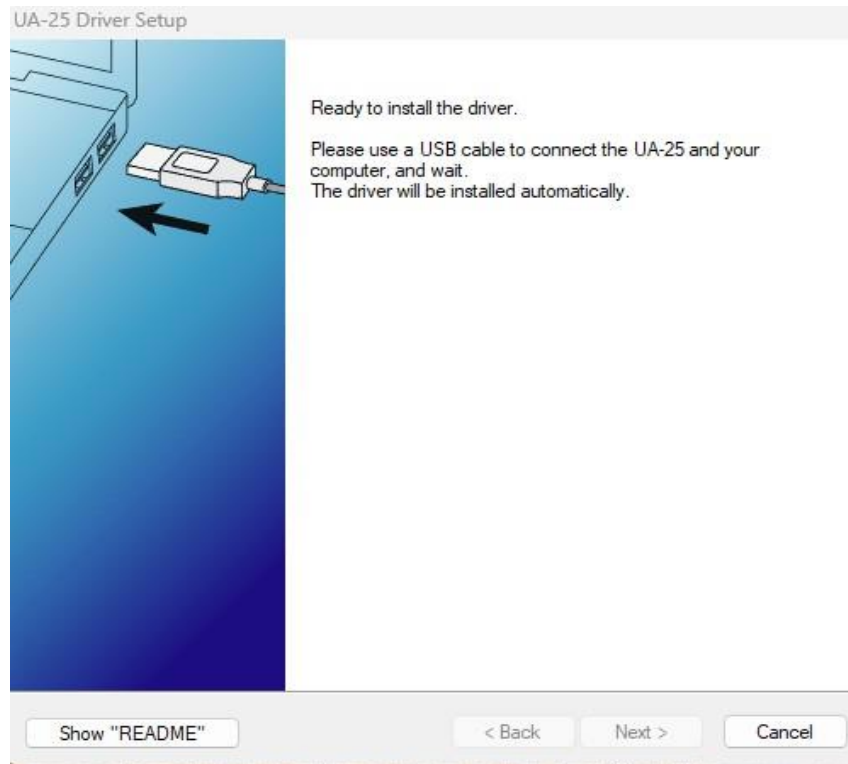 UA-25 Driver Setup
Ready to install the driver.
Please use a USB cable to connect the UA-25 and your
computer, and wait.
The driver will be installed automatically.
Show "README"
< Back
Next >
Cancel